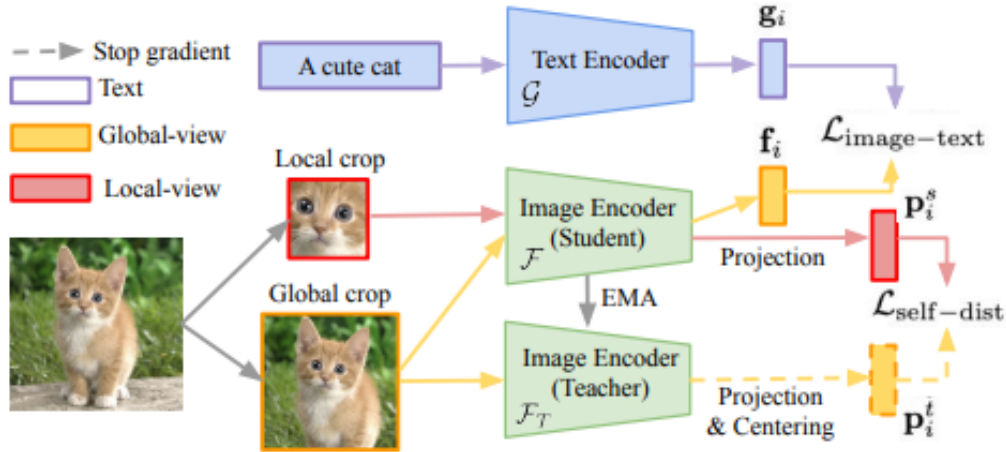 Stop gradient
Text
Global-view
Local-view
A cute cat
Text Encoder
𝒢
g_i
ℒ_image−text
Local crop
Image Encoder
(Student)
ℱ
f_i
p_i^s
Projection
EMA
ℒ_self−dist
Global crop
Image Encoder
(Teacher)
ℱ_T
Projection
& Centering
p_i^t